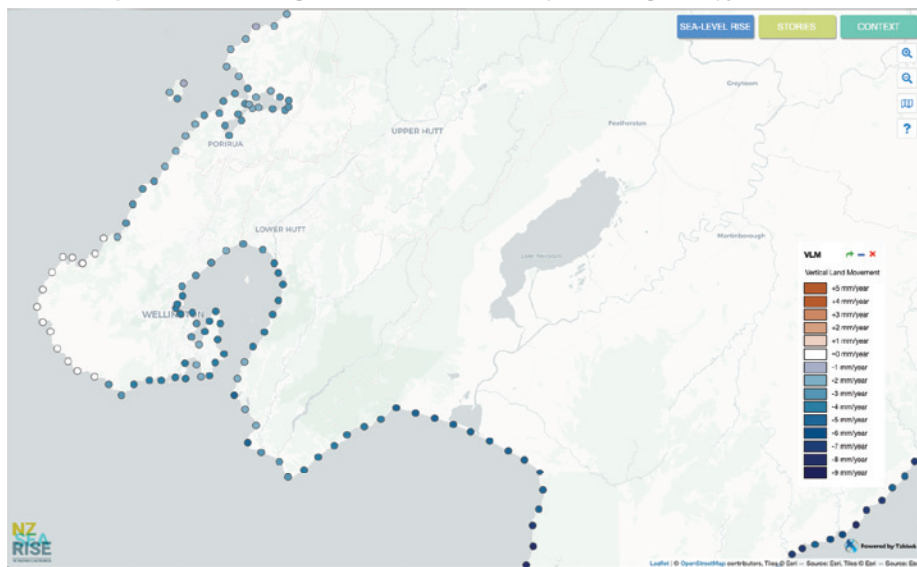 SEA-LEVEL RISE STORIES CONTEXT
Greytown
Featherston
UPPER HUTT
PORIRUA
LOWER HUTT
Martinborough
Lake Wairarapa
WELLINGTON
VLM
Vertical Land Movement
+5 mm/year
+4 mm/year
+3 mm/year
+2 mm/year
+1 mm/year
+0 mm/year
-1 mm/year
-2 mm/year
-3 mm/year
-4 mm/year
-5 mm/year
-6 mm/year
-7 mm/year
-8 mm/year
-9 mm/year
NZ
SEA
RISE
Powered by Takiwā
Leaflet | © OpenStreetMap contributors, Tiles © Esri — Source: Esri, Tiles © Esri — Source: Esri